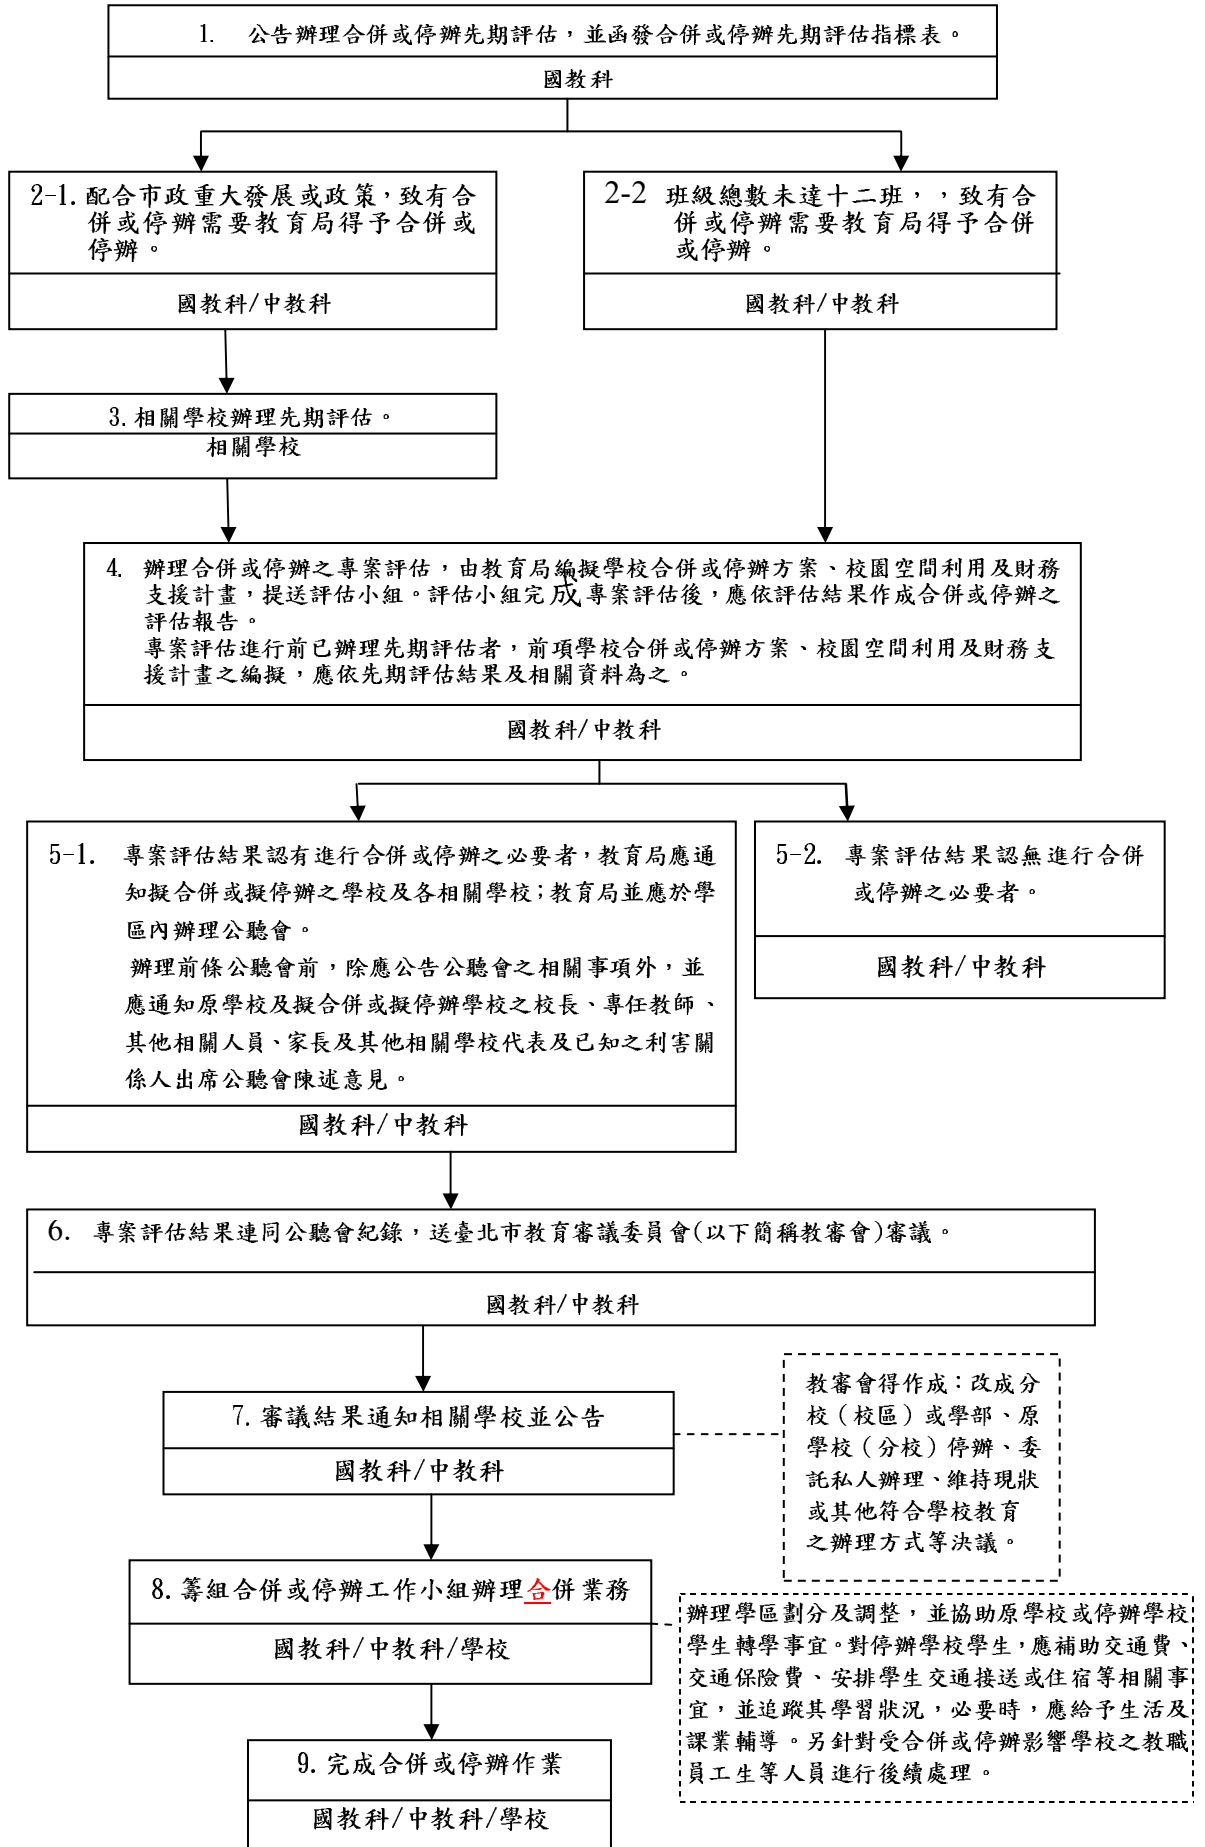 1. 公告辦理合併或停辦先期評估，並函發合併或停辦先期評估指標表。
國教科
2-1. 配合市政重大發展或政策，致有合
併或停辦需要教育局得予合併或
停辦。
國教科/中教科
2-2 班級總數未達十二班，，致有合
併或停辦需要教育局得予合併
或停辦。
國教科/中教科
3. 相關學校辦理先期評估。
相關學校
4. 辦理合併或停辦之專案評估，由教育局編擬學校合併或停辦方案、校園空間利用及財務
支援計畫，提送評估小組。評估小組完成專案評估後，應依評估結果作成合併或停辦之
評估報告。
專案評估進行前已辦理先期評估者，前項學校合併或停辦方案、校園空間利用及財務支
援計畫之編擬，應依先期評估結果及相關資料為之。
國教科/中教科
5-1. 專案評估結果認有進行合併或停辦之必要者，教育局應通
知擬合併或擬停辦之學校及各相關學校；教育局並應於學
區內辦理公聽會。
辦理前條公聽會前，除應公告公聽會之相關事項外，並
應通知原學校及擬合併或擬停辦學校之校長、專任教師、
其他相關人員、家長及其他相關學校代表及已知之利害關
係人出席公聽會陳述意見。
國教科/中教科
5-2. 專案評估結果認無進行合併
或停辦之必要者。
國教科/中教科
6. 專案評估結果連同公聽會紀錄，送臺北市教育審議委員會(以下簡稱教審會)審議。
國教科/中教科
7. 審議結果通知相關學校並公告
國教科/中教科
教審會得作成：改成分
校（校區）或學部、原
學校（分校）停辦、委
託私人辦理、維持現狀
或其他符合學校教育
之辦理方式等決議。
8. 籌組合併或停辦工作小組辦理合併業務
國教科/中教科/學校
辦理學區劃分及調整，並協助原學校或停辦學校
學生轉學事宜。對停辦學校學生，應補助交通費、
交通保險費、安排學生交通接送或住宿等相關事
宜，並追蹤其學習狀況，必要時，應給予生活及
課業輔導。另針對受合併或停辦影響學校之教職
員工生等人員進行後續處理。
9. 完成合併或停辦作業
國教科/中教科/學校